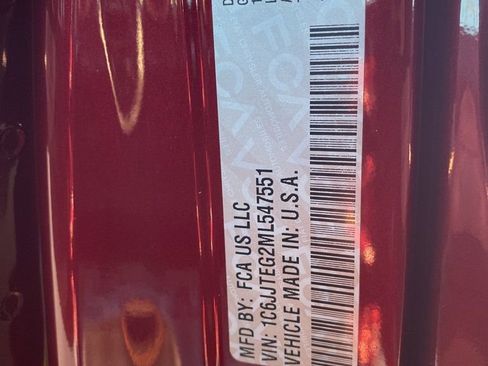 MFD BY: FCA US LLC
VIN: 1C6JJTEG2ML547551
VEHICLE MADE IN: U.S.A.